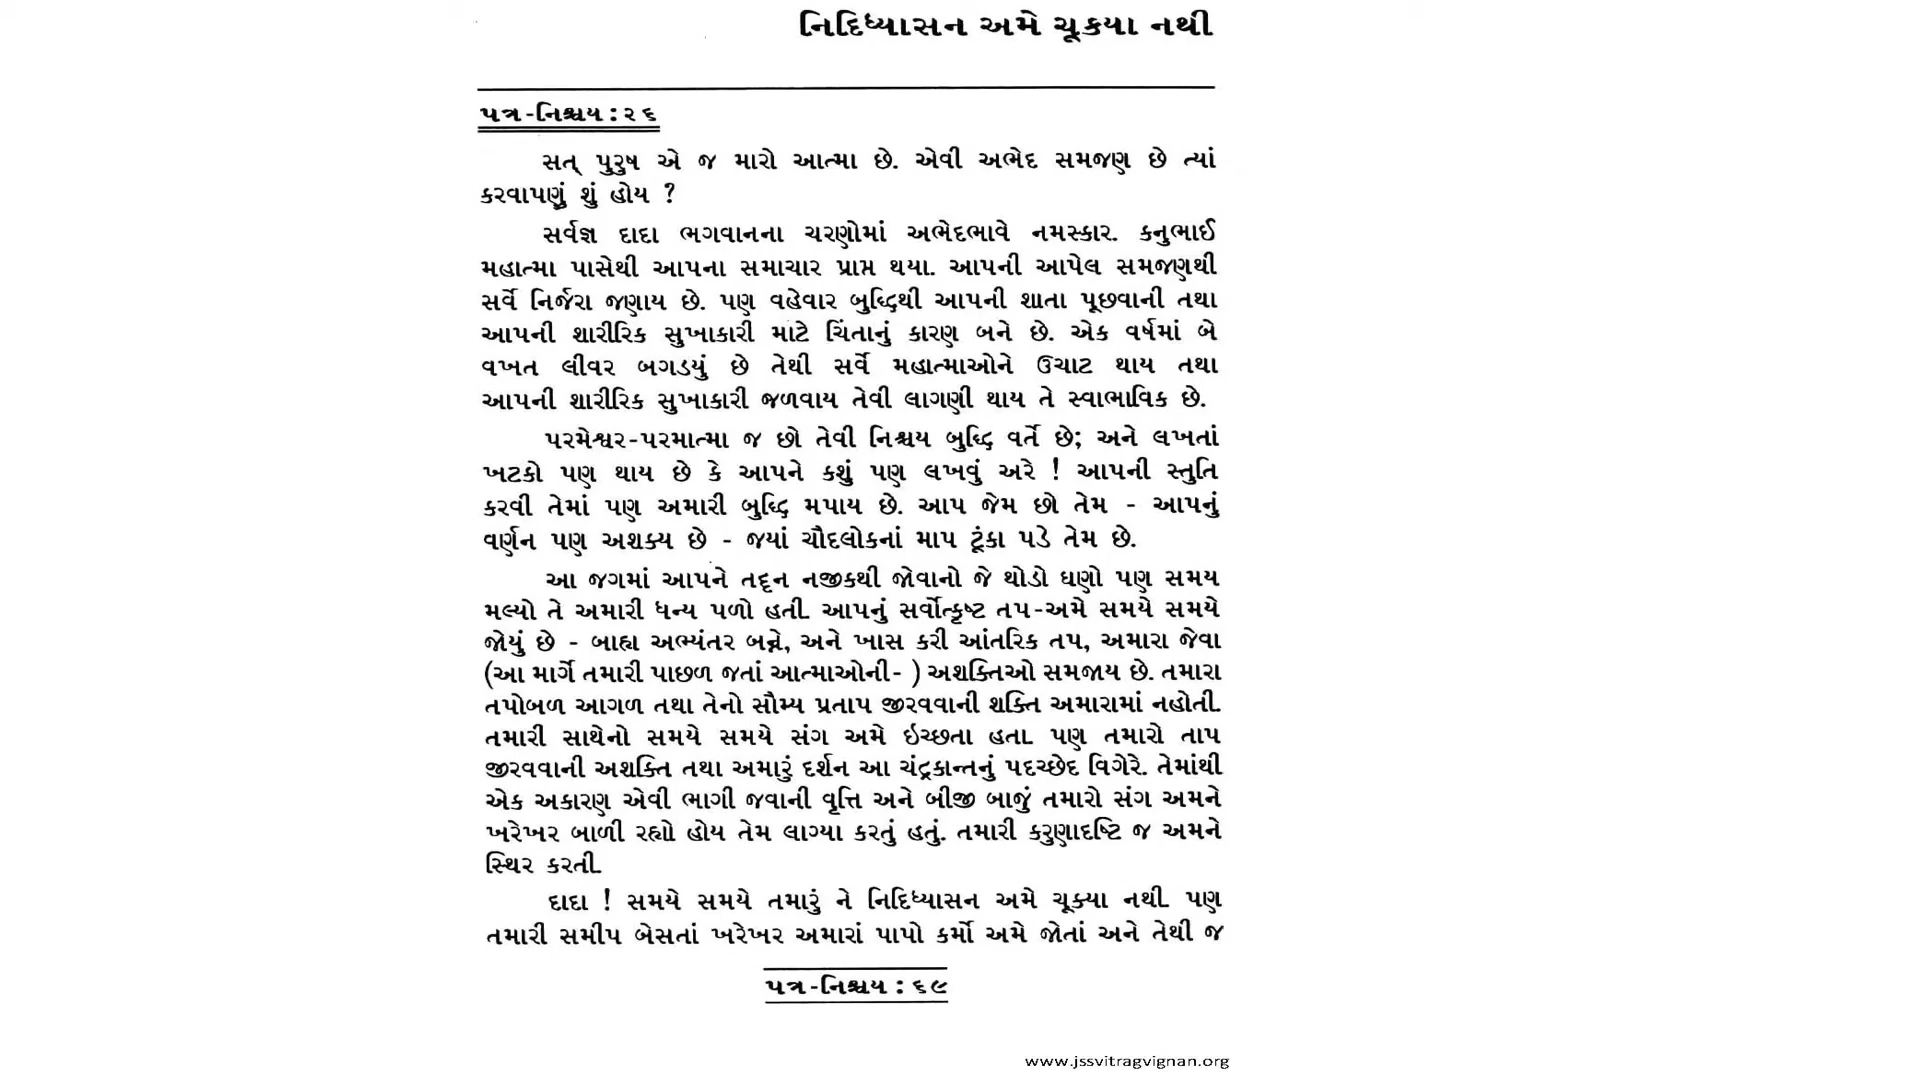 નિદિધ્યાસન અમે ચૂકયા નથી
પત્ર-નિશ્ચય : ૨૬
સત્ પુરુષ એ જ મારો આત્મા છે. એવી અભેદ સમજણ છે ત્યાં
કરવાપણું શું હોય ?
સર્વજ્ઞ દાદા ભગવાનના ચરણોમાં અભેદભાવે નમસ્કાર. કનુભાઈ
મહાત્મા પાસેથી આપના સમાચાર પ્રાપ્ત થયા. આપની આપેલ સમજણથી
સર્વે નિર્જરા જણાય છે. પણ વહેવાર બુદ્ધિથી આપની શાતા પૂછવાની તથા
આપની શારીરિક સુખાકારી માટે ચિંતાનું કારણ બને છે. એક વર્ષમાં બે
વખત લીવર બગડયું છે તેથી સર્વે મહાત્માઓને ઉચાટ થાય તથા
આપની શારીરિક સુખાકારી જળવાય તેવી લાગણી થાય તે સ્વાભાવિક છે.
પરમેશ્વર-પરમાત્મા જ છો તેવી નિશ્ચય બુદ્ધિ વર્તે છે; અને લખતાં
ખટકો પણ થાય છે કે આપને કશું પણ લખવું અરે ! આપની સ્તુતિ
કરવી તેમાં પણ અમારી બુદ્ધિ મપાય છે. આપ જેમ છો તેમ - આપનું
વર્ણન પણ અશક્ય છે - જયાં ચૌદલોકનાં માપ ટૂંકા પડે તેમ છે.
આ જગમાં આપને તદ્દન નજીકથી જોવાનો જે થોડો ઘણો પણ સમય
મલ્યો તે અમારી ધન્ય પળો હતી. આપનું સર્વોત્કૃષ્ટ તપ-અમે સમયે સમયે
જોયું છે - બાહ્ય અભ્યંતર બન્ને, અને ખાસ કરી આંતરિક તપ, અમારા જેવા
(આ માર્ગે તમારી પાછળ જતાં આત્માઓની- ) અશક્તિઓ સમજાય છે. તમારા
તપોબળ આગળ તથા તેનો સૌમ્ય પ્રતાપ જીરવવાની શક્તિ અમારામાં નહોતી.
તમારી સાથેનો સમયે સમયે સંગ અમે ઇચ્છતા હતા. પણ તમારો તાપ
જીરવવાની અશક્તિ તથા અમારું દર્શન આ ચંદ્રકાન્તનું પદચ્છેદ વિગેરે. તેમાંથી
એક અકારણ એવી ભાગી જવાની વૃત્તિ અને બીજી બાજું તમારો સંગ અમને
ખરેખર બાળી રહ્યો હોય તેમ લાગ્યા કરતું હતું. તમારી કરુણાદષ્ટિ જ અમને
સ્થિર કરતી.
દાદા ! સમયે સમયે તમારું ને નિદિધ્યાસન અમે ચૂક્યા નથી. પણ
તમારી સમીપ બેસતાં ખરેખર અમારાં પાપો કર્મો અમે જોતાં અને તેથી જ
પત્ર-નિશ્ચય : ૬૯
www.jssvitragvignan.org